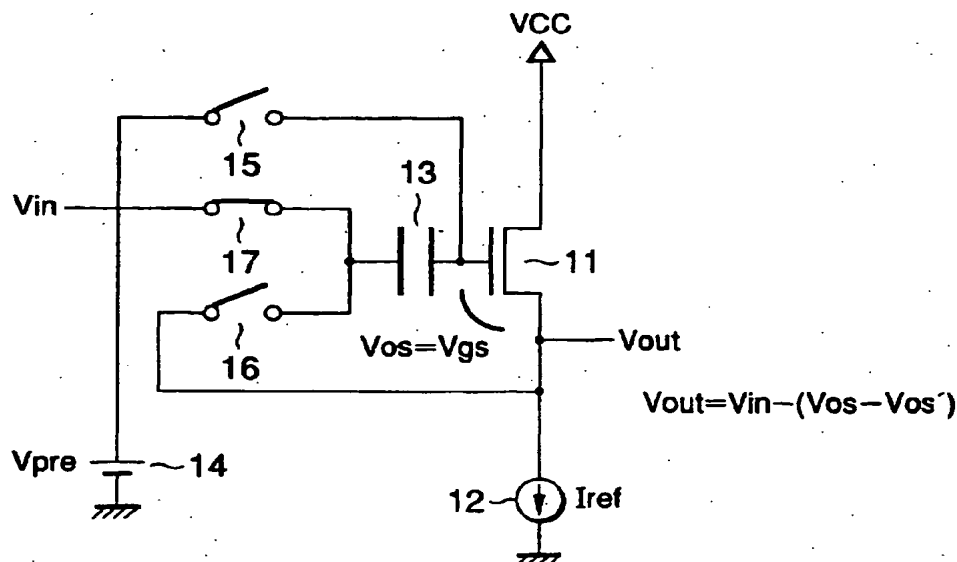 VCC
15
13
Vin
17
11
16
Vos=Vgs
Vout
Vout=Vin−(Vos−Vos´)
Vpre
14
12
Iref